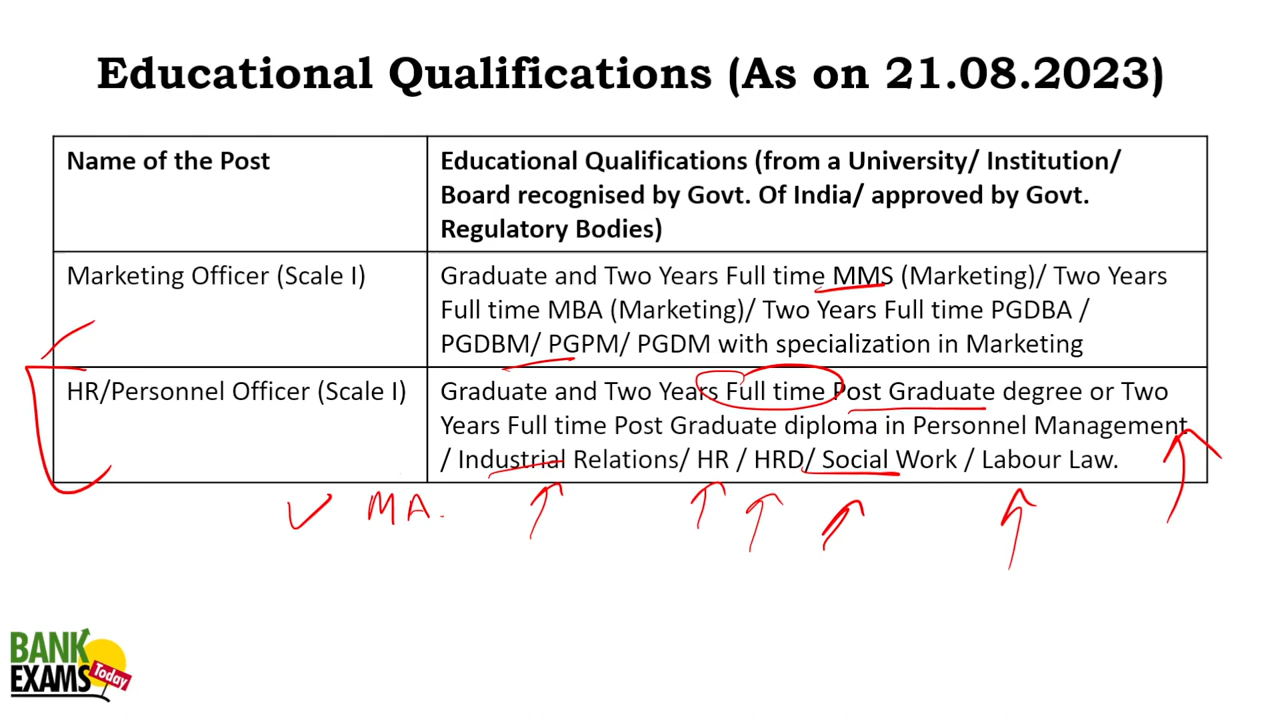 Educational Qualifications (As on 21.08.2023)
Name of the Post
Educational Qualifications (from a University/ Institution/
Board recognised by Govt. Of India/ approved by Govt.
Regulatory Bodies)
Marketing Officer (Scale I)
Graduate and Two Years Full time MMS (Marketing)/ Two Years
Full time MBA (Marketing)/ Two Years Full time PGDBA /
PGDBM/ PGPM/ PGDM with specialization in Marketing
HR/Personnel Officer (Scale I)
Graduate and Two Years Full time Post Graduate degree or Two
Years Full time Post Graduate diploma in Personnel Management
/ Industrial Relations/ HR / HRD/ Social Work / Labour Law.
MA.
BANK
EXAMS
Today